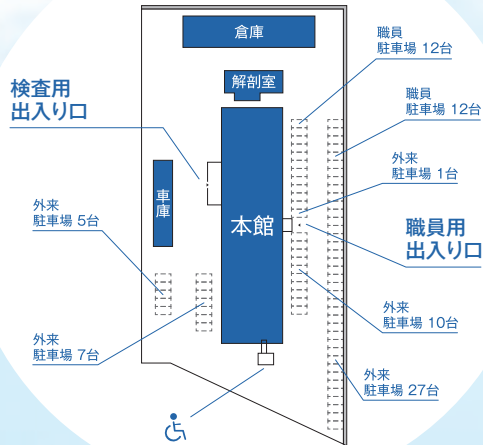 倉庫
職員
駐車場 12台
解剖室
検査用
出入り口
職員
駐車場 12台
外来
駐車場 1台
車庫
外来
駐車場 5台
本館
職員用
出入り口
外来
駐車場 10台
外来
駐車場 7台
外来
駐車場 27台